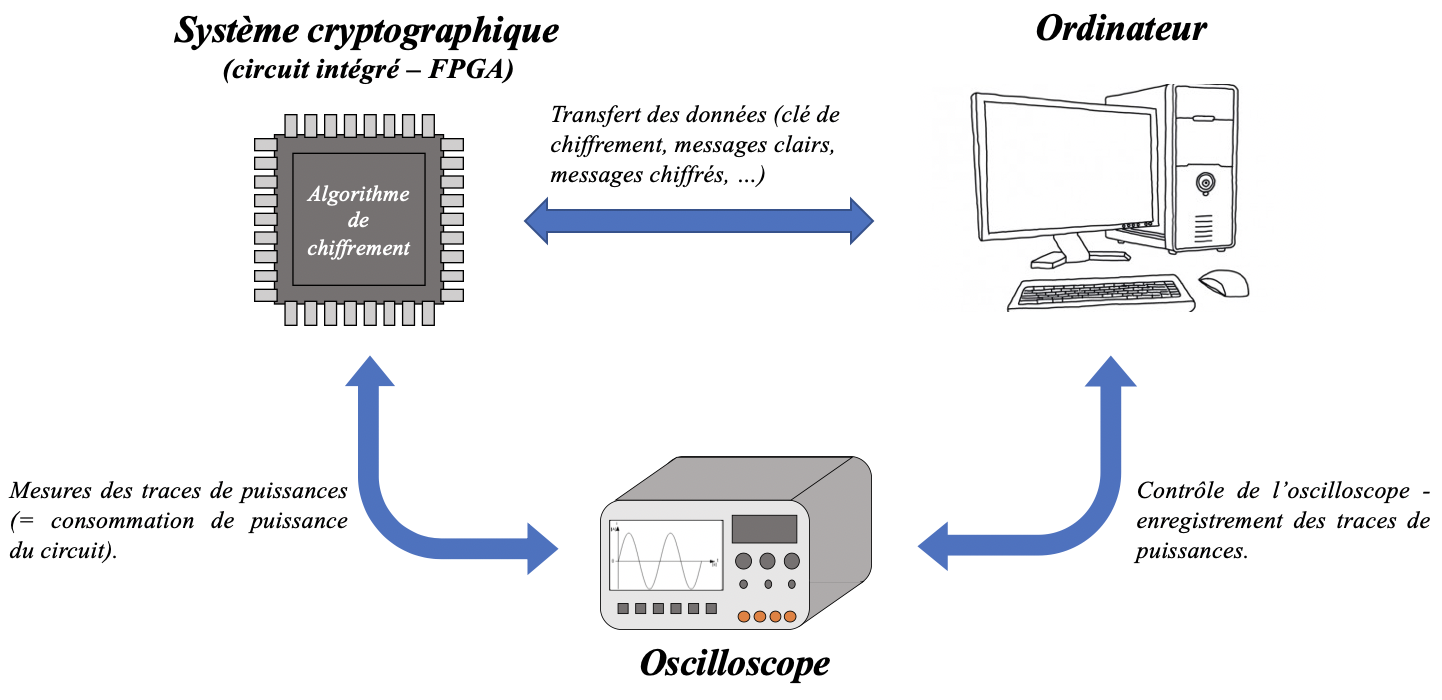 Système cryptographique
(circuit intégré – FPGA)
Ordinateur
Transfert des données (clé de
chiffrement, messages clairs,
messages chiffrés, …)
Algorithme
de
chiffrement
Mesures des traces de puissances
(= consommation de puissance
du circuit).
Contrôle de l’oscilloscope -
enregistrement des traces de
puissances.
Oscilloscope